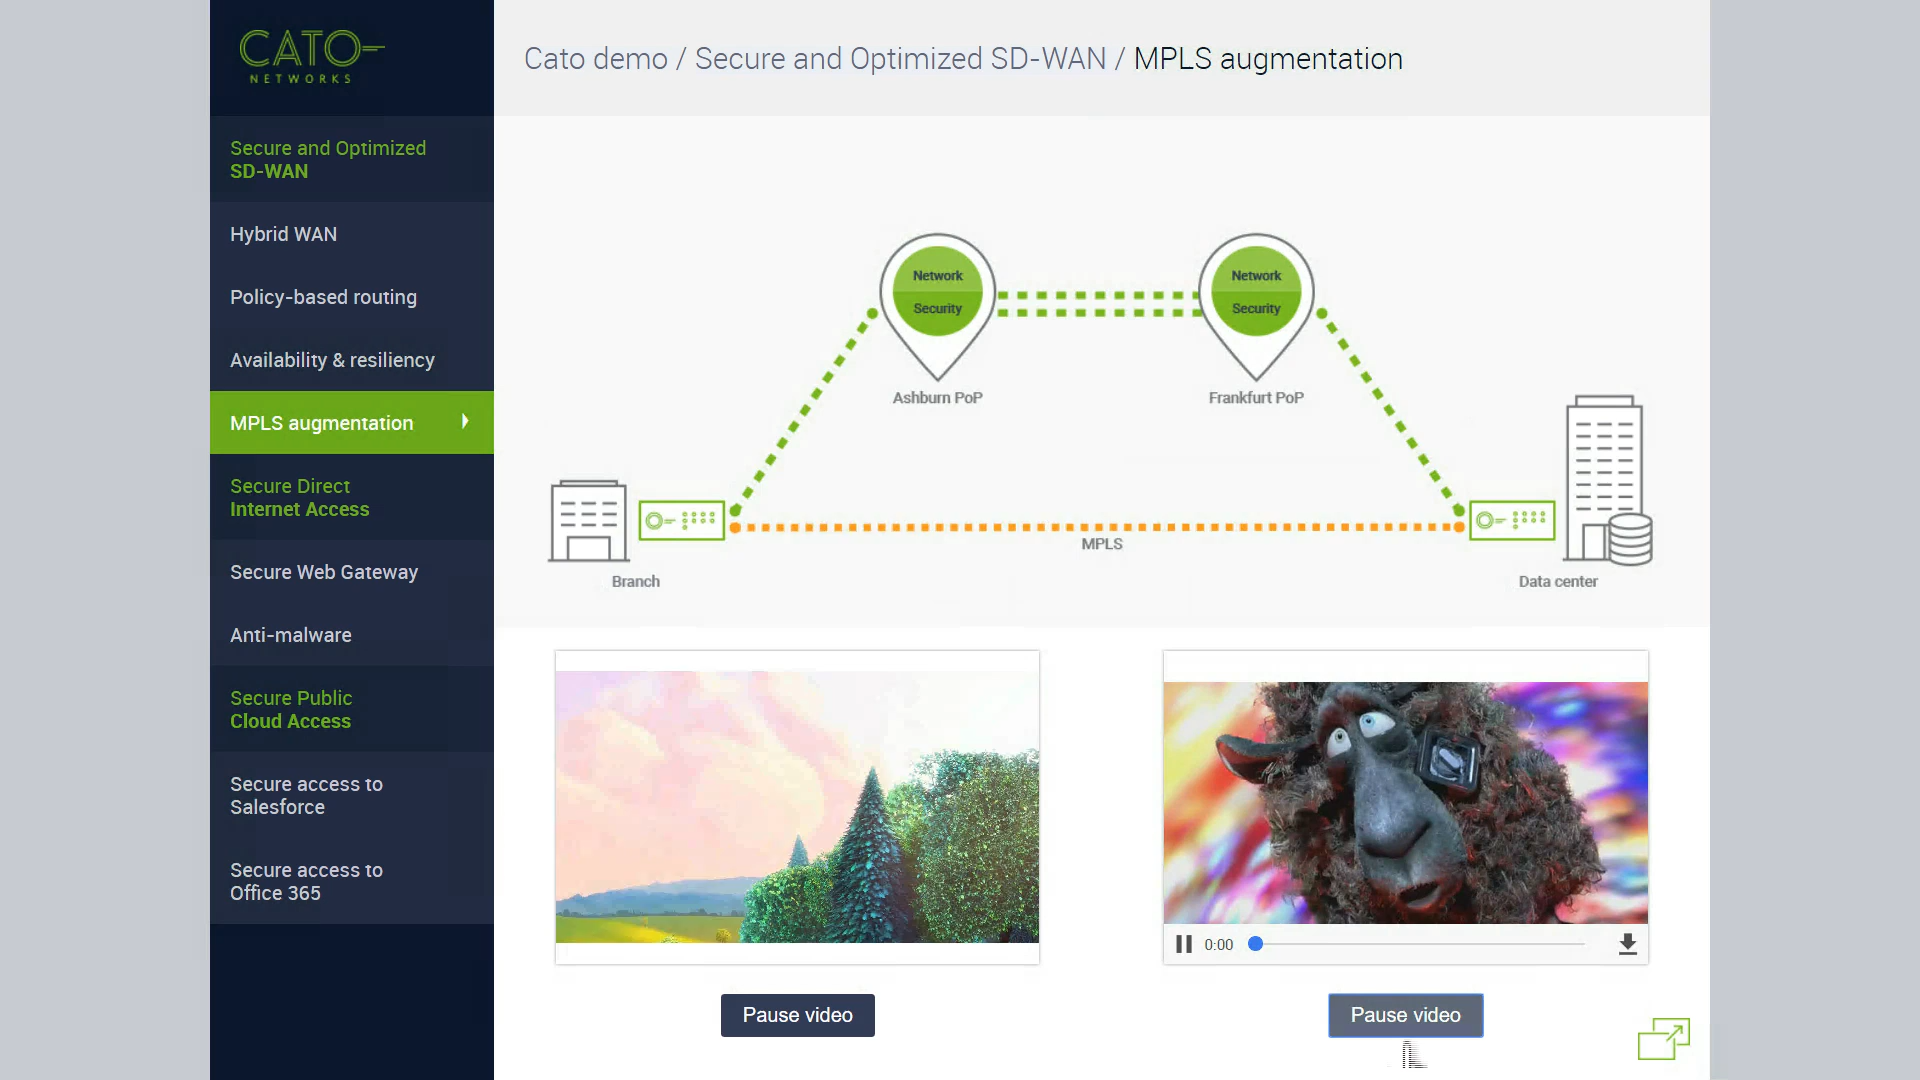 CATO
NETWORKS
Cato demo / Secure and Optimized SD-WAN / MPLS augmentation
Secure and Optimized
SD-WAN
Hybrid WAN
Policy-based routing
Availability & resiliency
MPLS augmentation
Secure Direct
Internet Access
Secure Web Gateway
Anti-malware
Secure Public
Cloud Access
Secure access to
Salesforce
Secure access to
Office 365
Network
Security
Ashburn PoP
Network
Security
Frankfurt PoP
MPLS
Branch
Data center
0:00
Pause video
Pause video